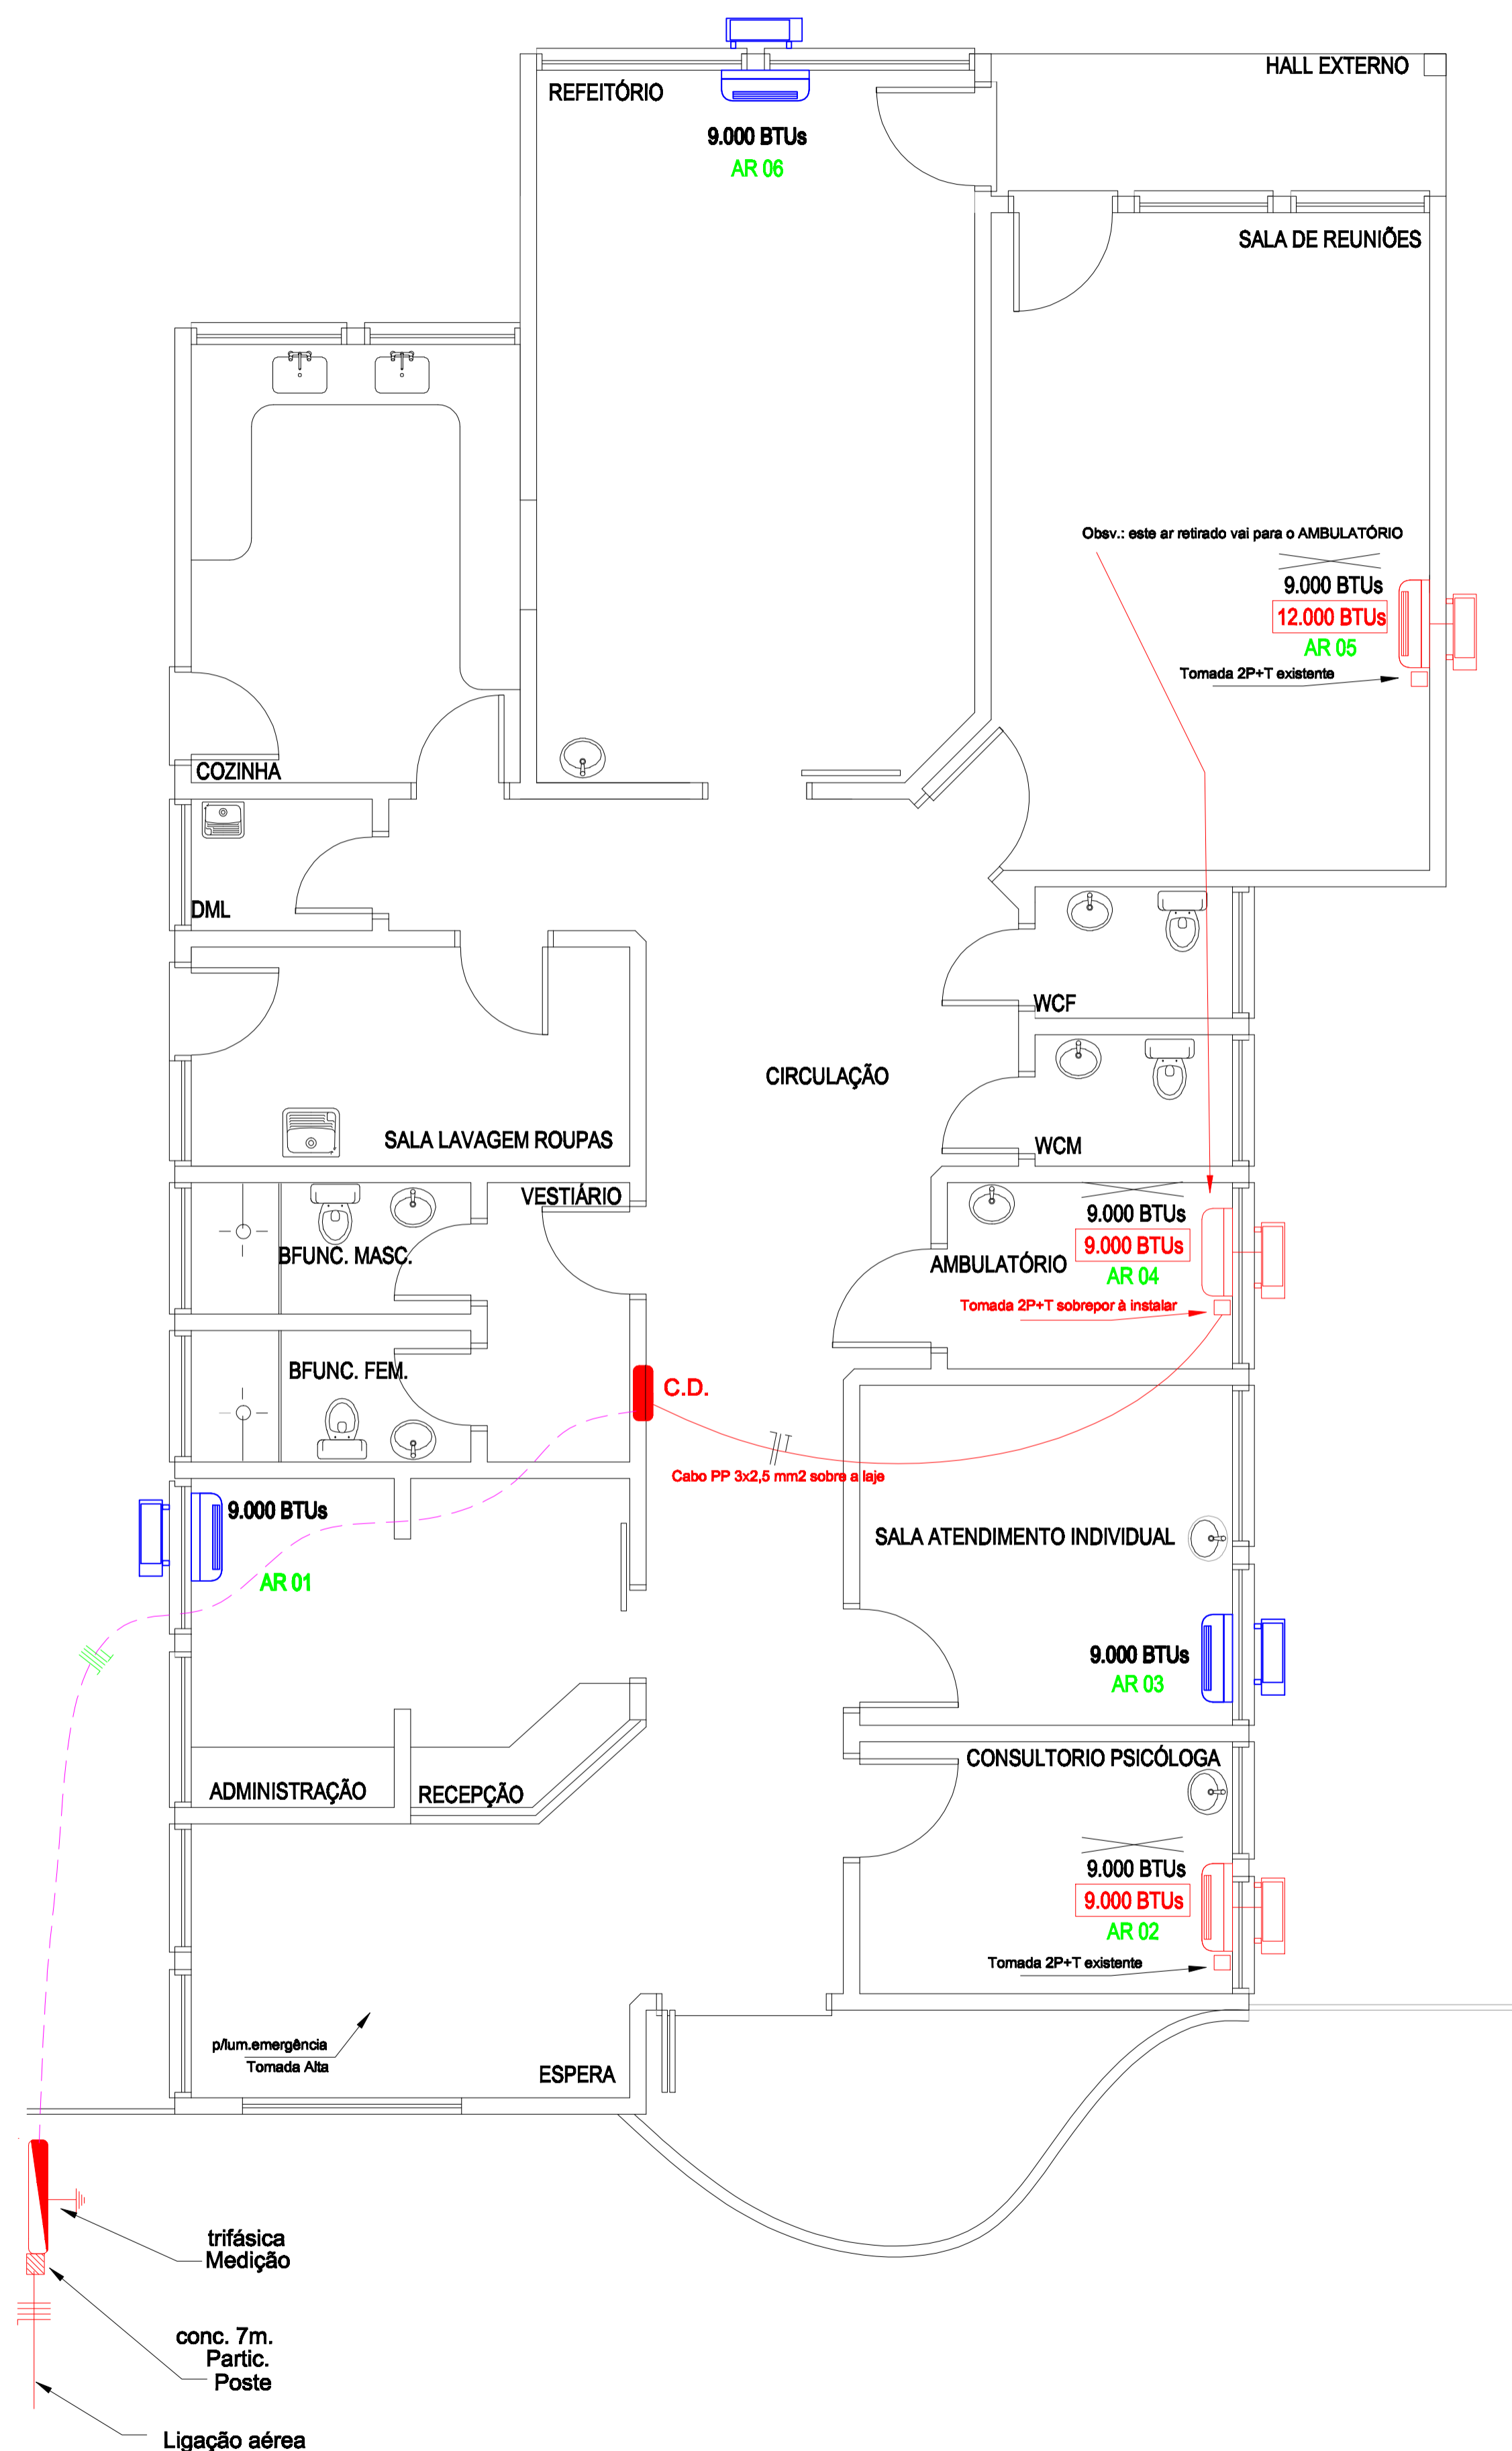 HALL EXTERNO
REFEITÓRIO
9.000 BTUs
AR 06
SALA DE REUNIÕES
Obsv.: este ar retirado vai para o AMBULATÓRIO
9.000 BTUs
12.000 BTUs
AR 05
Tomada 2P+T existente
COZINHA
DML
WCF
CIRCULAÇÃO
SALA LAVAGEM ROUPAS
WCM
VESTIÁRIO
9.000 BTUs
9.000 BTUs
BFUNC. MASC.
AMBULATÓRIO
AR 04
Tomada 2P+T sobrepor à instalar
BFUNC. FEM.
C.D.
Cabo PP 3x2,5 mm2 sobre a laje
9.000 BTUs
SALA ATENDIMENTO INDIVIDUAL
AR 01
9.000 BTUs
AR 03
CONSULTORIO PSICÓLOGA
ADMINISTRAÇÃO
RECEPÇÃO
9.000 BTUs
9.000 BTUs
AR 02
Tomada 2P+T existente
p/lum.emergência
Tomada Alta
ESPERA
trifásica
Medição
conc. 7m.
Partic.
Poste
Ligação aérea